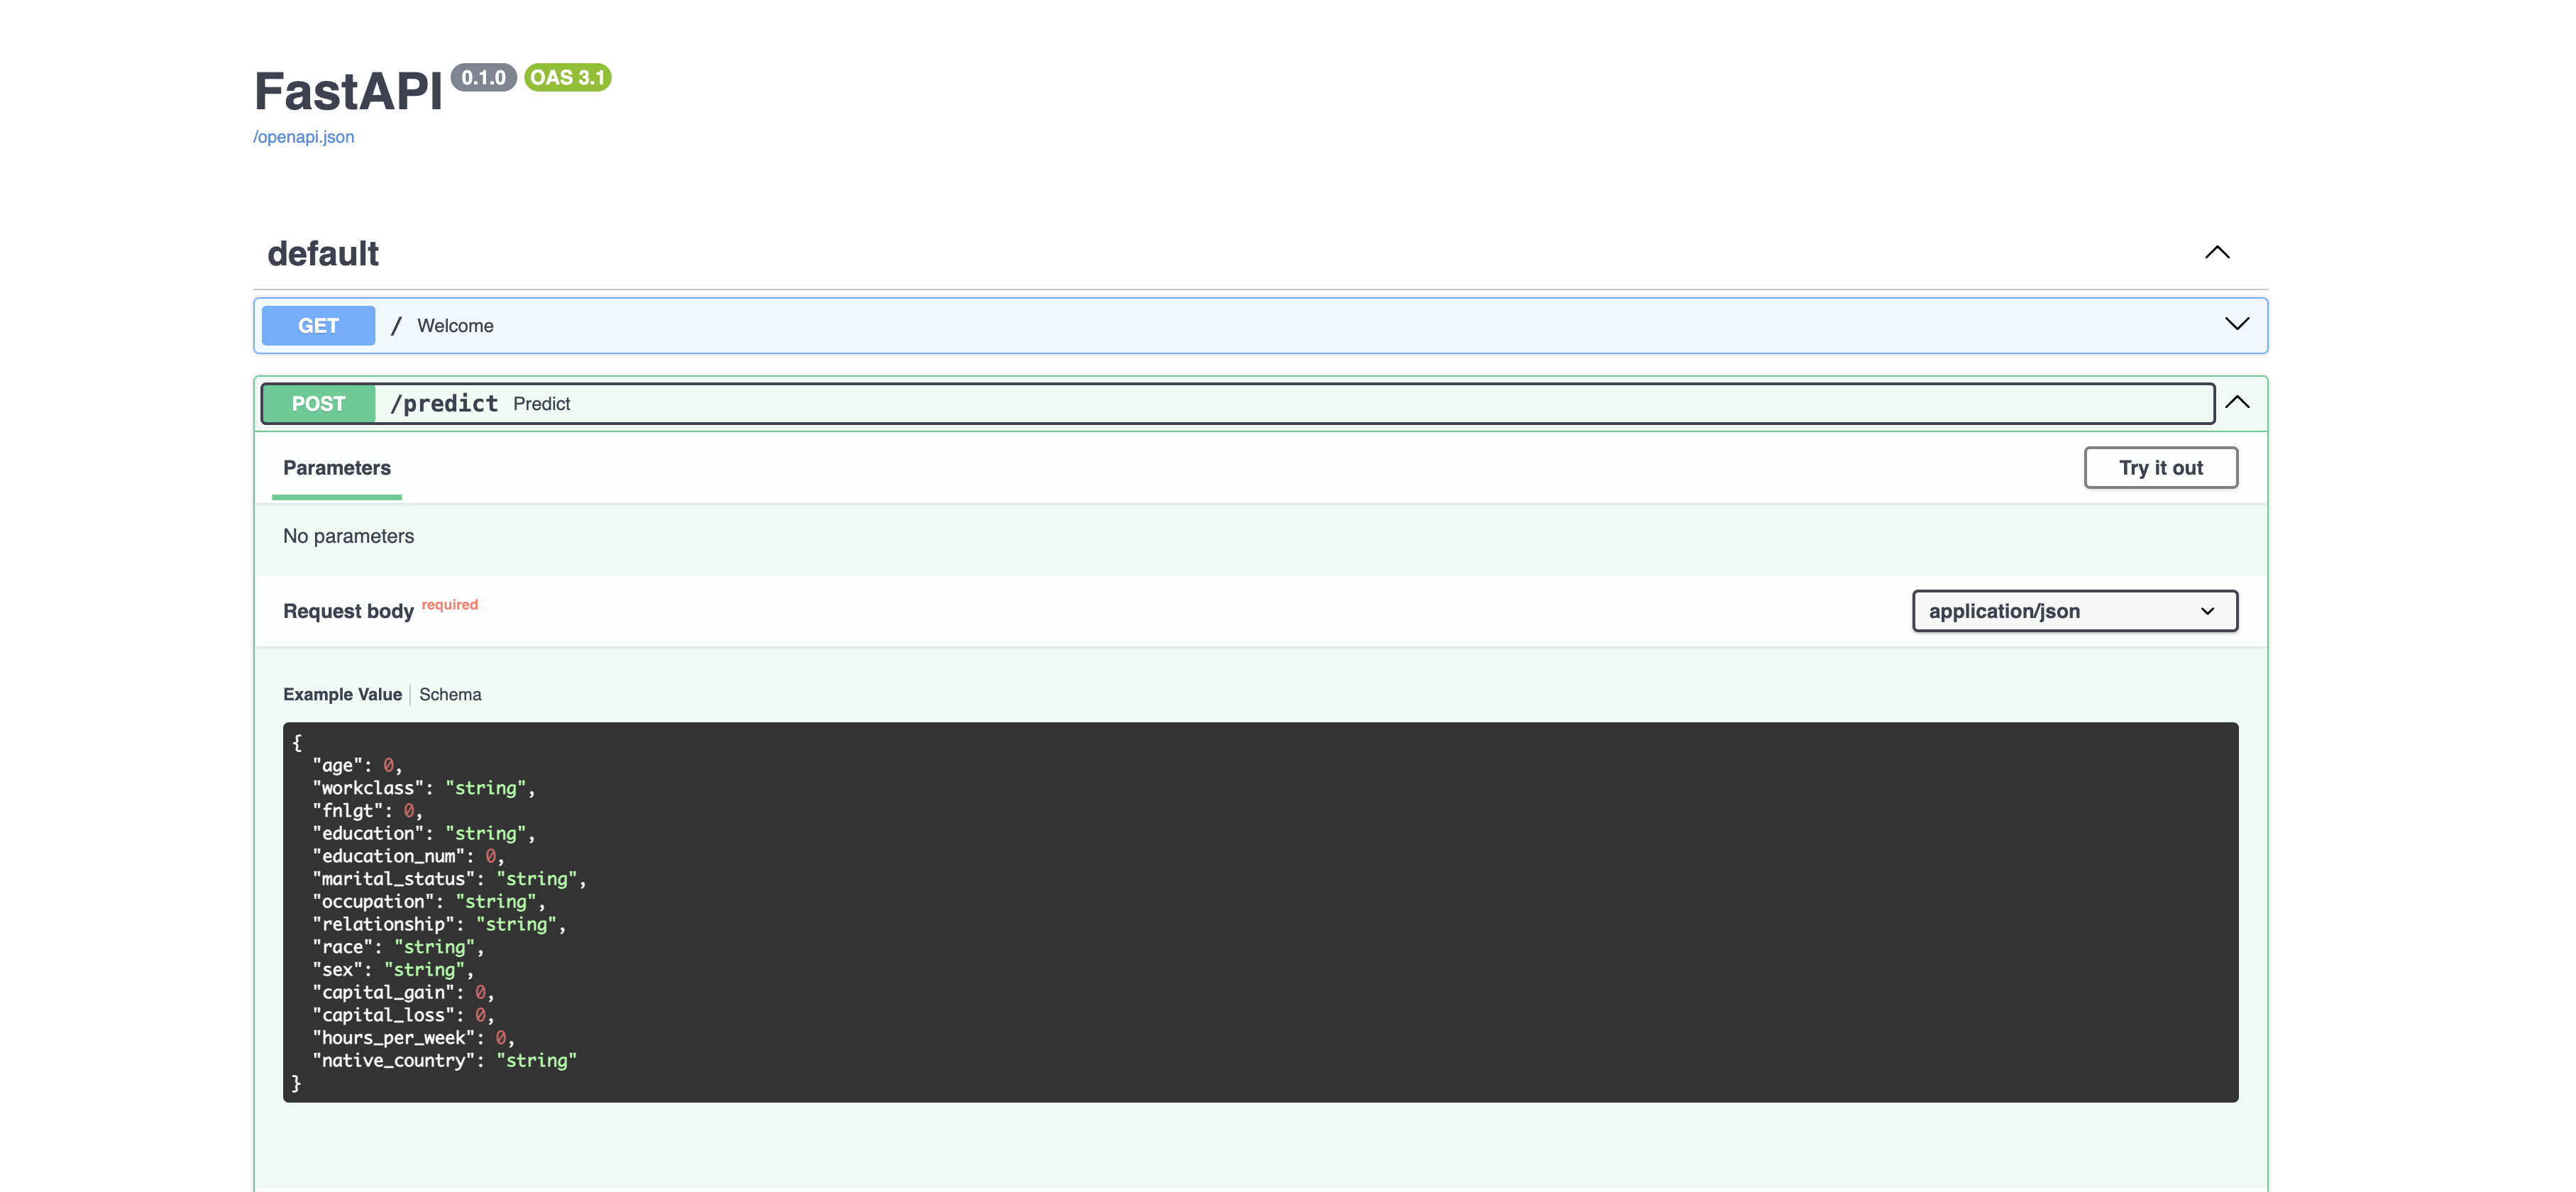 FastAPI 0.1.0 OAS 3.1
/openapi.json
default
GET / Welcome
POST /predict Predict
Parameters
Try it out
No parameters
Request body required
application/json
Example Value Schema
{
  "age": 0,
  "workclass": "string",
  "fnlgt": 0,
  "education": "string",
  "education_num": 0,
  "marital_status": "string",
  "occupation": "string",
  "relationship": "string",
  "race": "string",
  "sex": "string",
  "capital_gain": 0,
  "capital_loss": 0,
  "hours_per_week": 0,
  "native_country": "string"
}